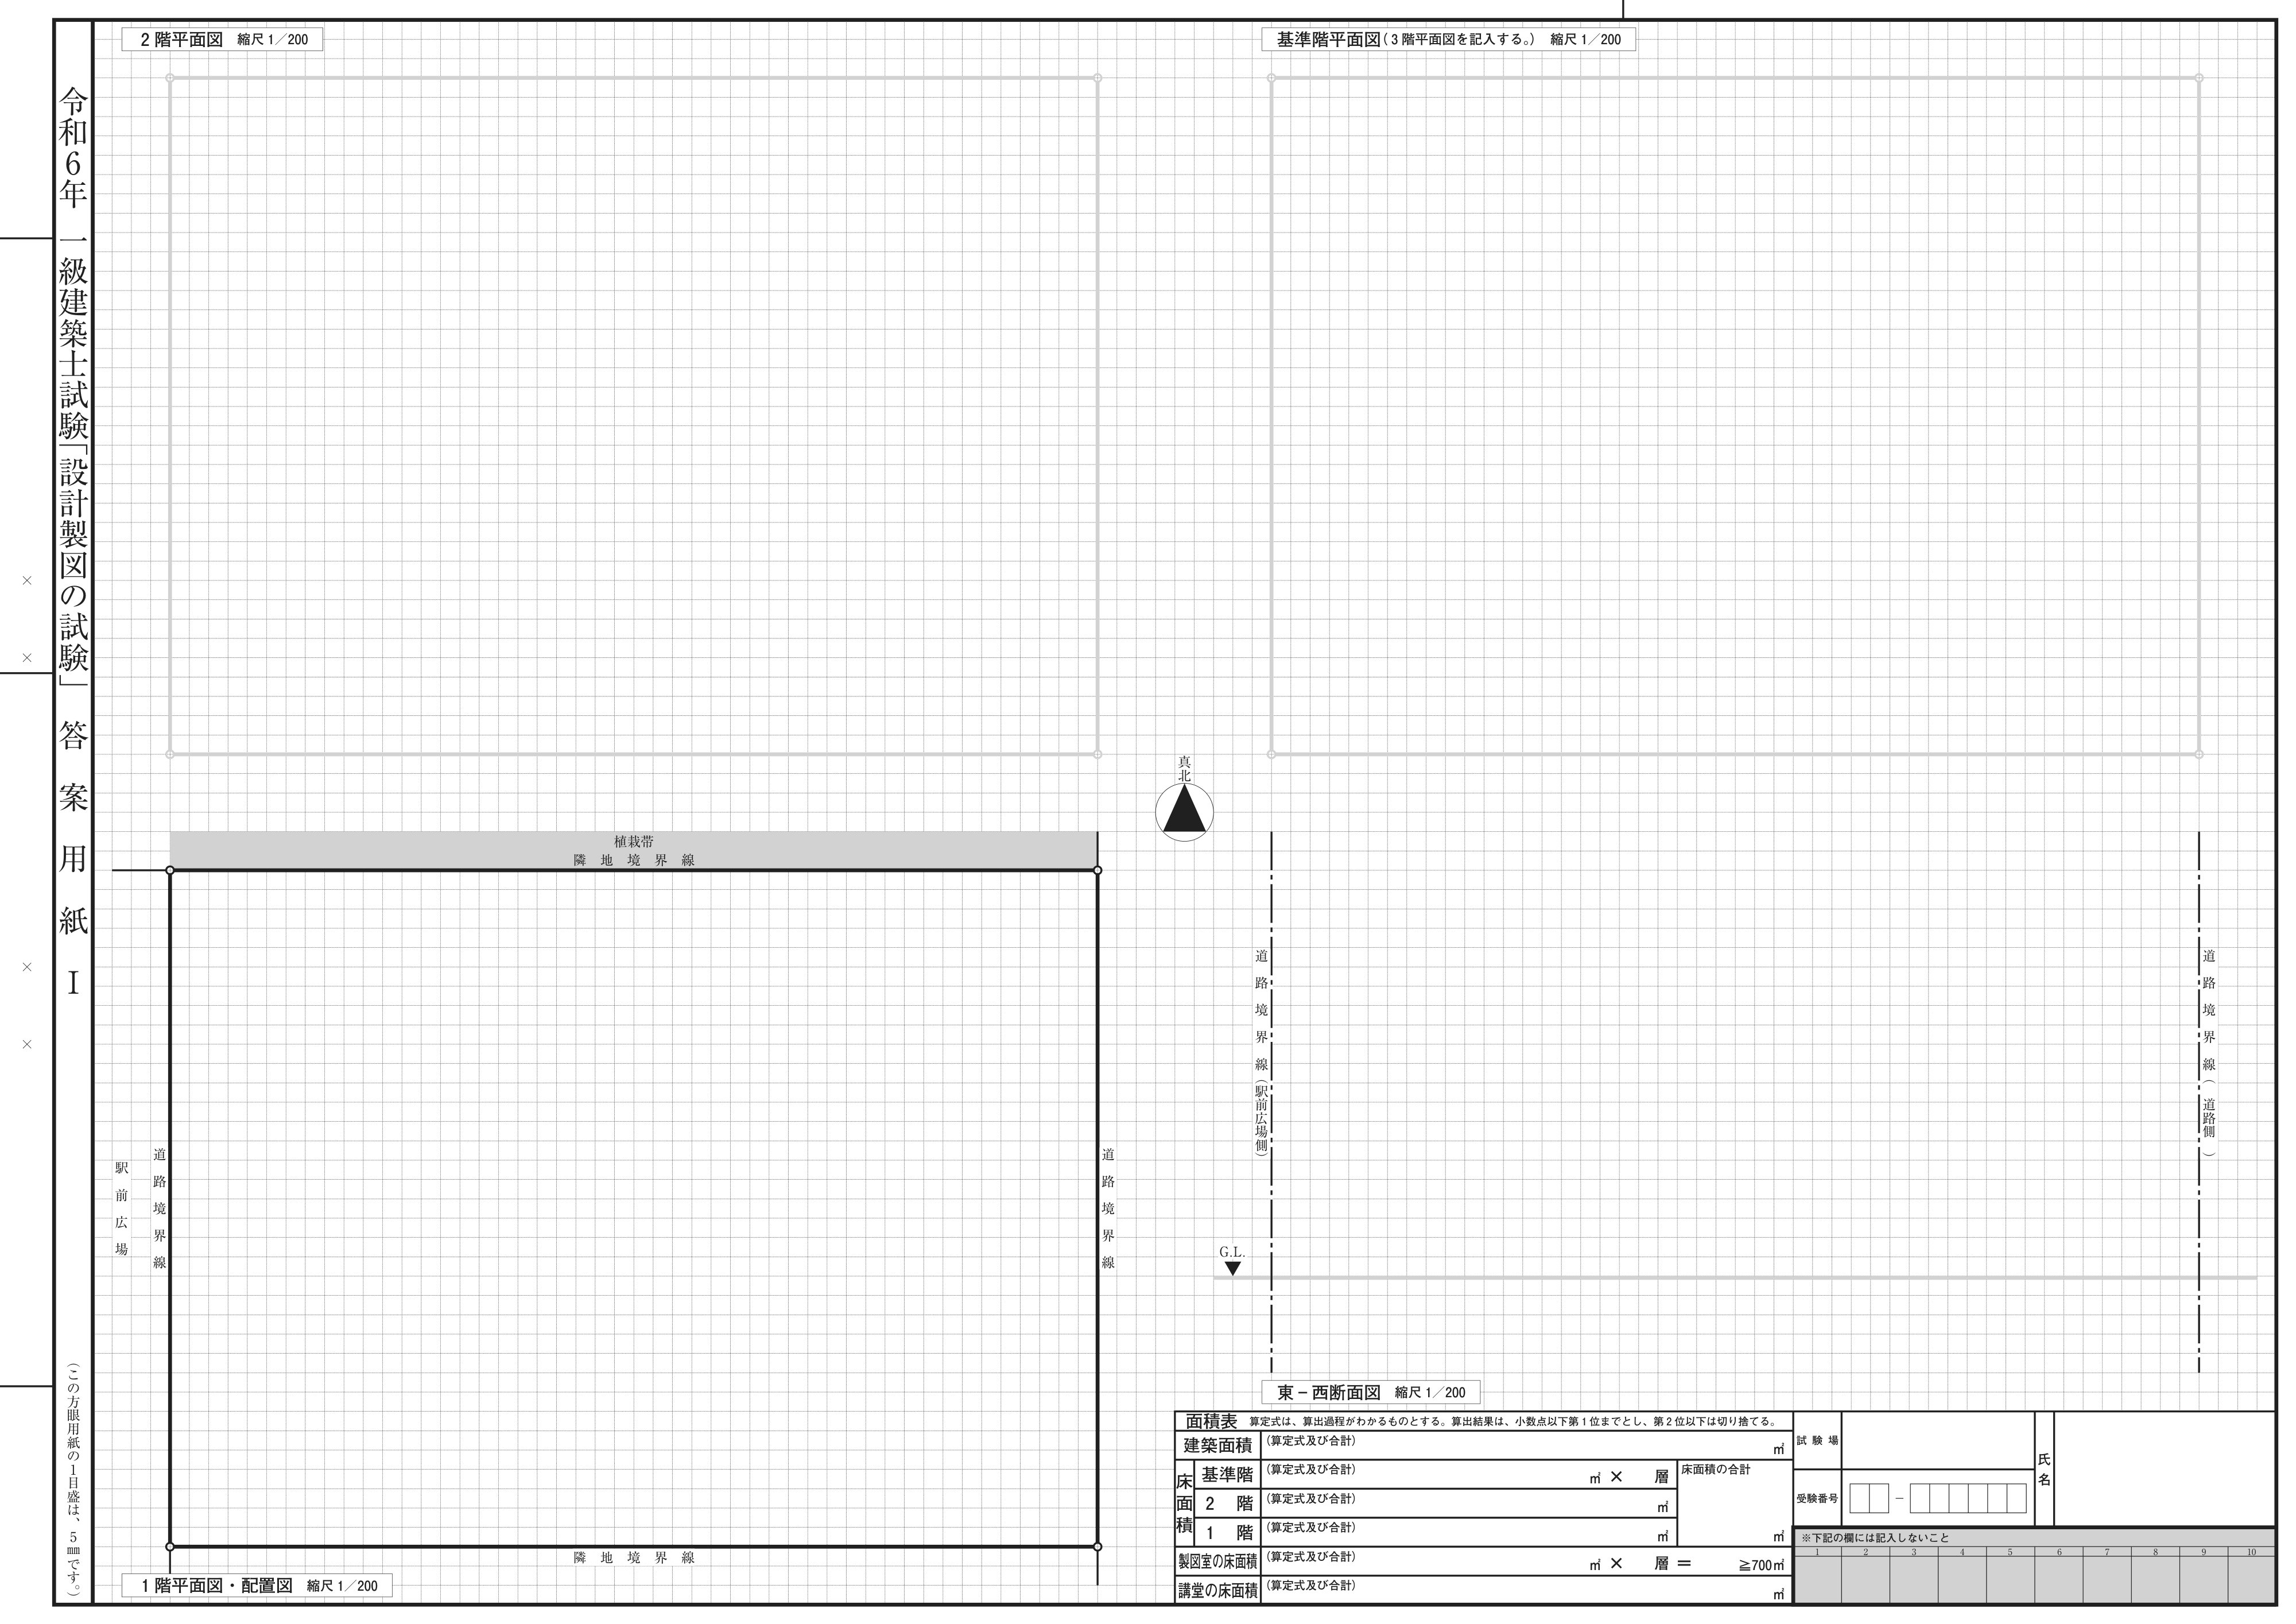 令和6年 一級建築士試験「設計製図の試験」 答案用紙 Ⅰ
(この方眼用紙の1目盛は、5㎜です。)
2階平面図 縮尺1/200
基準階平面図(3階平面図を記入する。) 縮尺1/200
真北
植栽帯
隣地境界線
駅前広場
道路境界線
道路境界線
隣地境界線
1階平面図・配置図 縮尺1/200
道路境界線(駅前広場側)
道路境界線(道路側)
G.L.
東-西断面図 縮尺1/200
面積表 算定式は、算出過程がわかるものとする。算出結果は、小数点以下第1位までとし、第2位以下は切り捨てる。
建築面積 (算定式及び合計) ㎡
床面積
基準階 (算定式及び合計) ㎡ × 層
床面積の合計
㎡
2階 (算定式及び合計) ㎡
1階 (算定式及び合計) ㎡
製図室の床面積 (算定式及び合計) ㎡ × 層 = ≧700㎡
講堂の床面積 (算定式及び合計) ㎡
試験場
受験番号 -
氏名
※下記の欄には記入しないこと
1 2 3 4 5 6 7 8 9 10